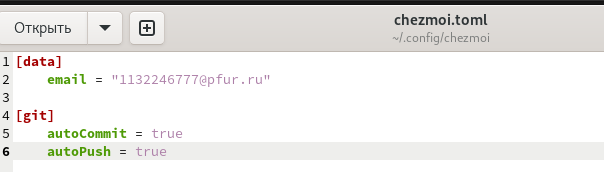 Открыть
chezmoi.toml
~/.config/chezmoi
1 [data]
2 email = "1132246777@pfur.ru"
3
4 [git]
5 autoCommit = true
6 autoPush = true